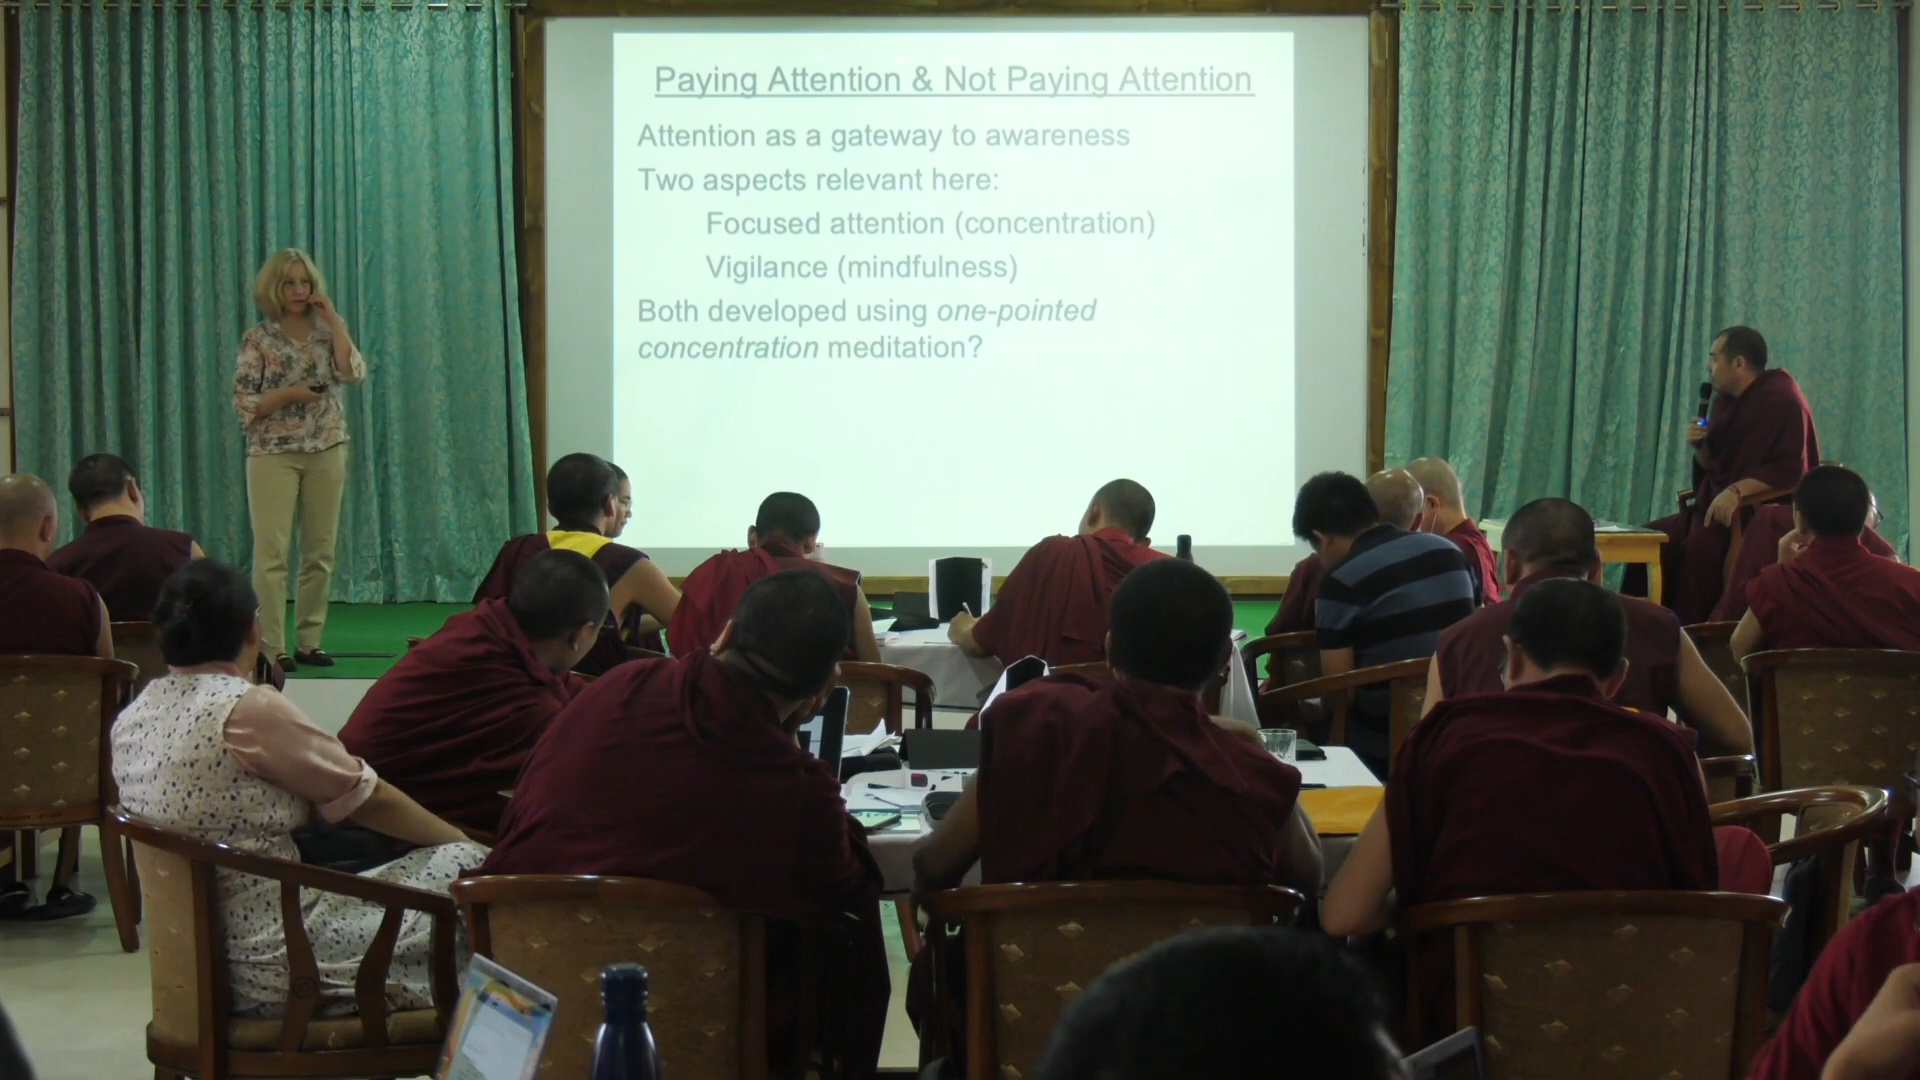 Paying Attention & Not Paying Attention
Attention as a gateway to awareness
Two aspects relevant here:
Focused attention (concentration)
Vigilance (mindfulness)
Both developed using one-pointed
concentration meditation?